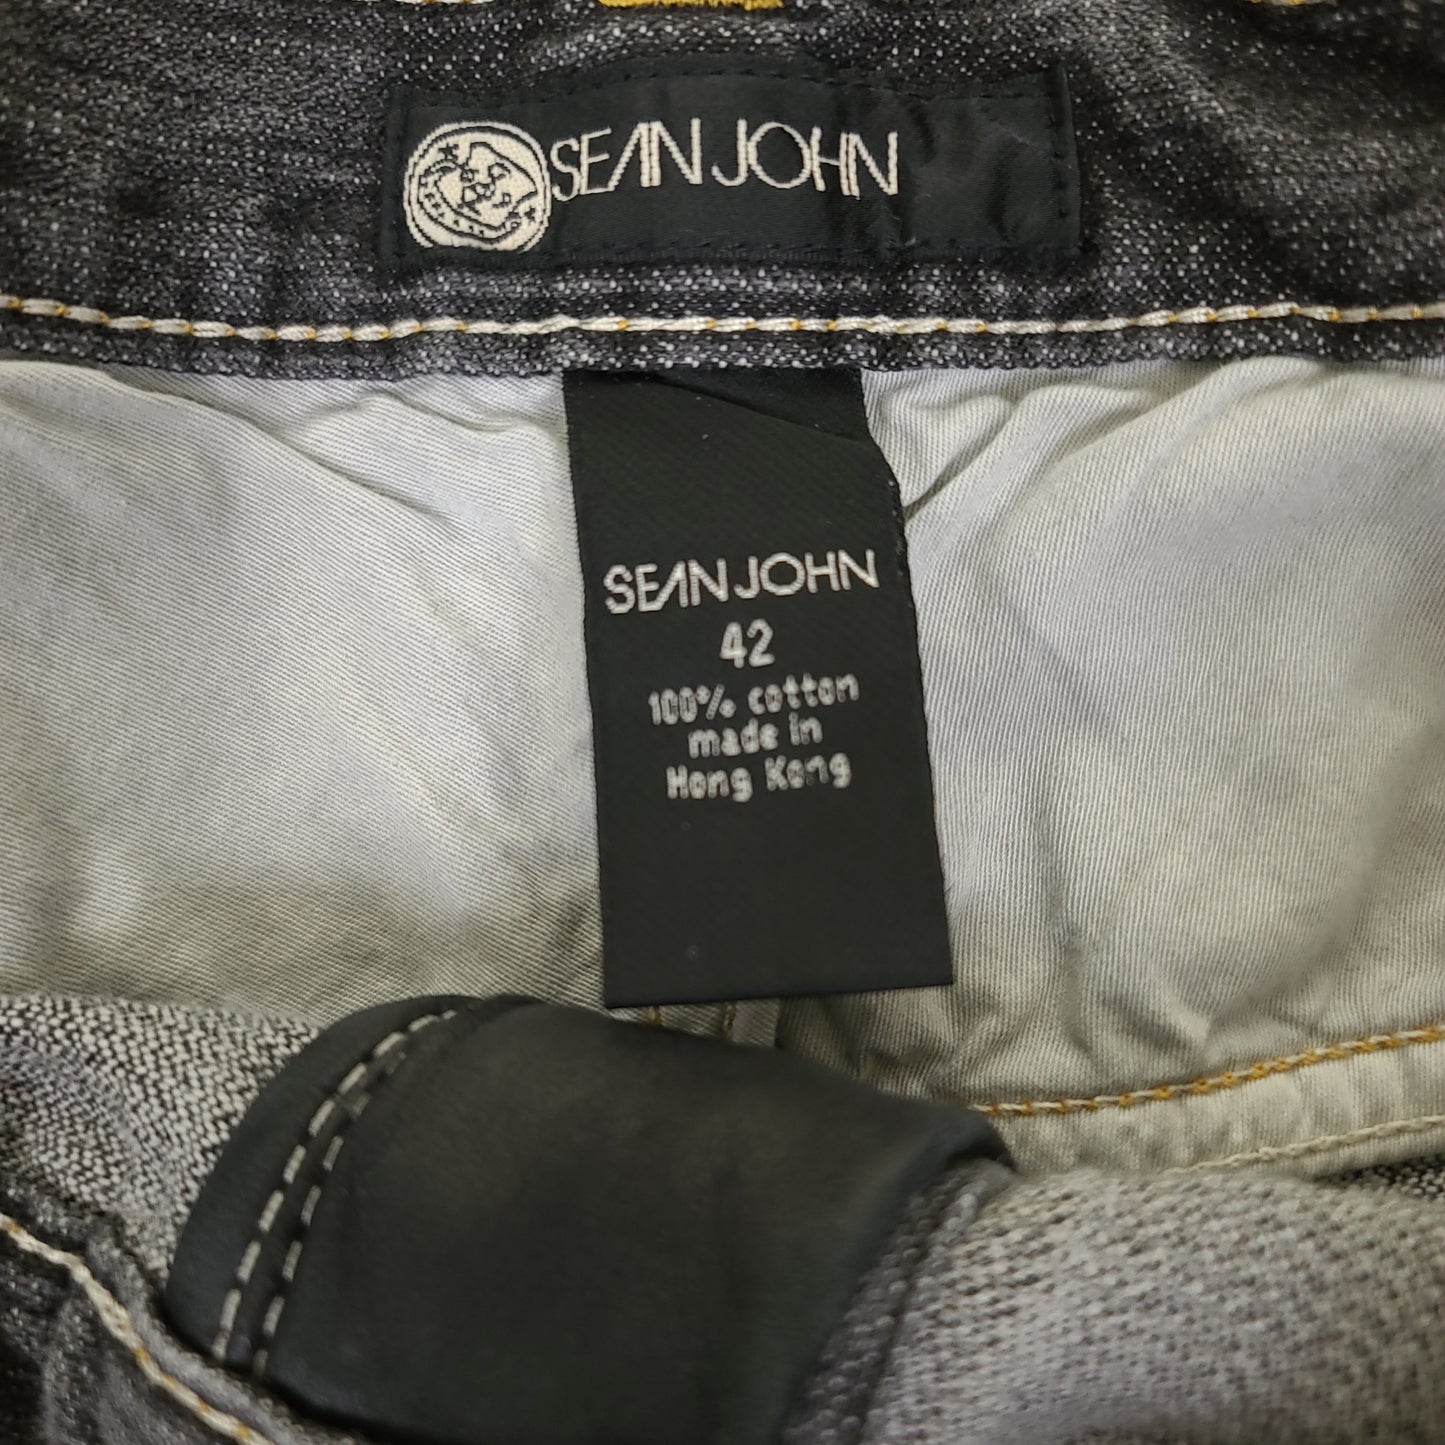 SEAN JOHN
SEAN JOHN
42
100% cotton
made in
Hong Kong